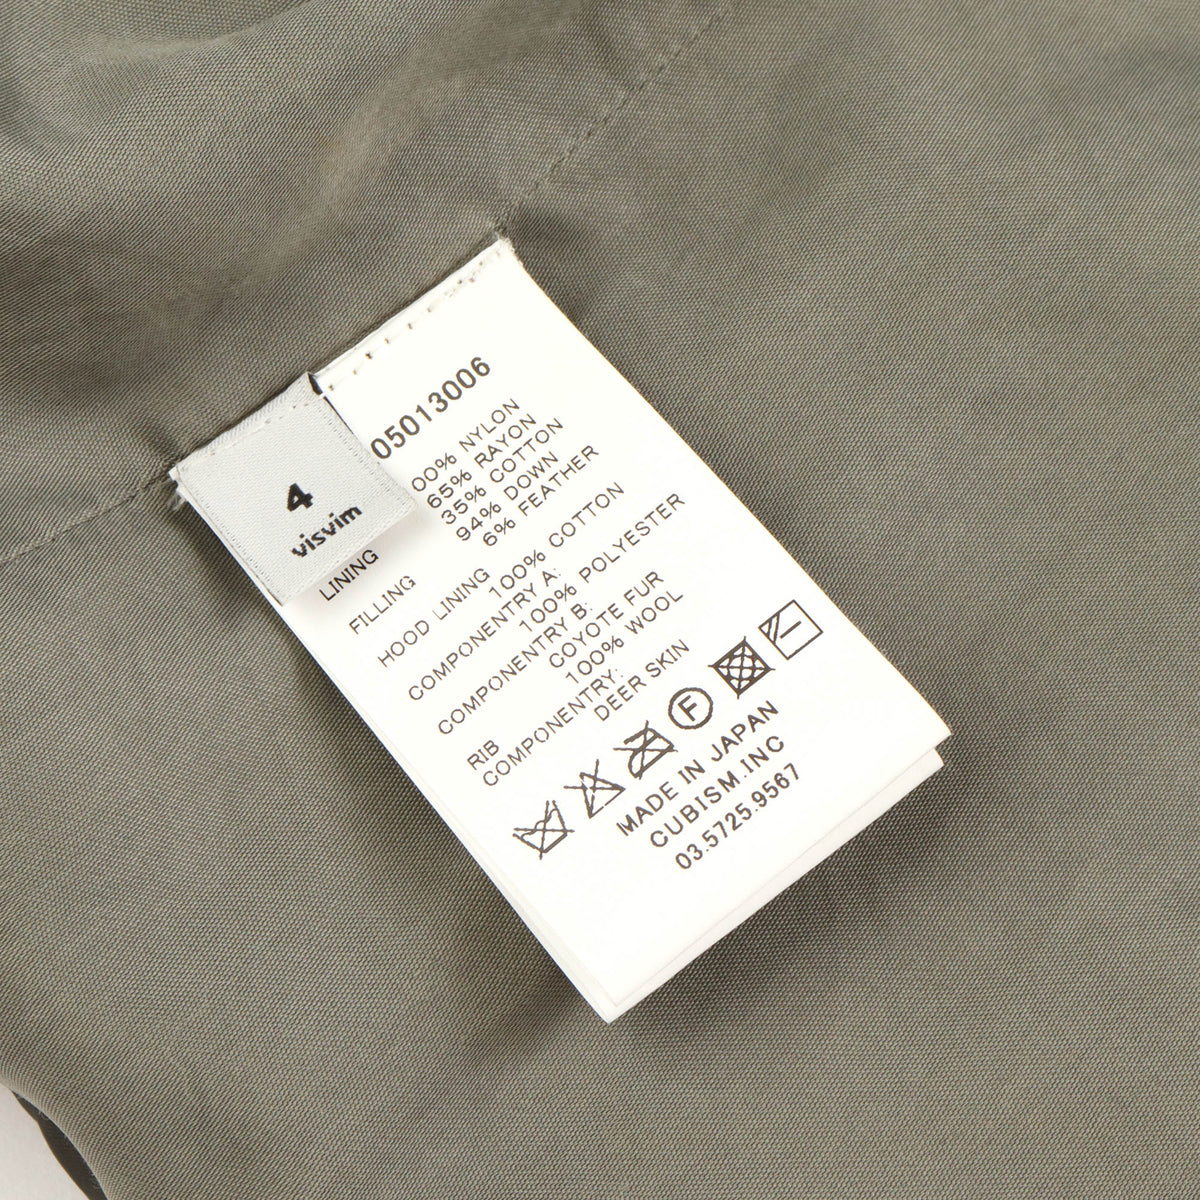 4
visvim
05013006
00% NYLON
LINING 65% RAYON
35% COTTON
FILLING 94% DOWN
6% FEATHER
HOOD LINING
100% COTTON
COMPONENTRY A:
100% POLYESTER
COMPONENTRY B:
COYOTE FUR
RIB 100% WOOL
COMPONENTRY:
DEER SKIN
F
MADE IN JAPAN
CUBISM.INC
03.5725.9567